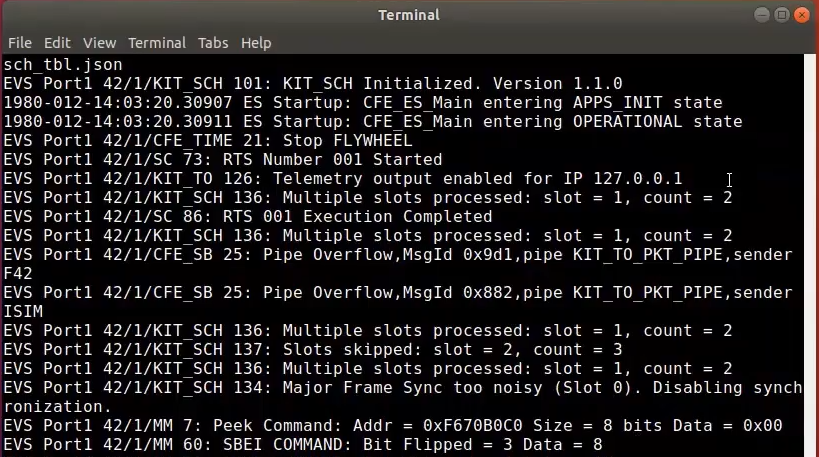 Terminal
File Edit View Terminal Tabs Help
sch_tbl.json
EVS Port1 42/1/KIT_SCH 101: KIT_SCH Initialized. Version 1.1.0
1980-012-14:03:20.30907 ES Startup: CFE_ES_Main entering APPS_INIT state
1980-012-14:03:20.30911 ES Startup: CFE_ES_Main entering OPERATIONAL state
EVS Port1 42/1/CFE_TIME 21: Stop FLYWHEEL
EVS Port1 42/1/SC 73: RTS Number 001 Started
EVS Port1 42/1/KIT_TO 126: Telemetry output enabled for IP 127.0.0.1
EVS Port1 42/1/KIT_SCH 136: Multiple slots processed: slot = 1, count = 2
EVS Port1 42/1/SC 86: RTS 001 Execution Completed
EVS Port1 42/1/KIT_SCH 136: Multiple slots processed: slot = 1, count = 2
EVS Port1 42/1/CFE_SB 25: Pipe Overflow,MsgId 0x9d1,pipe KIT_TO_PKT_PIPE,sender
F42
EVS Port1 42/1/CFE_SB 25: Pipe Overflow,MsgId 0x882,pipe KIT_TO_PKT_PIPE,sender
ISIM
EVS Port1 42/1/KIT_SCH 136: Multiple slots processed: slot = 1, count = 2
EVS Port1 42/1/KIT_SCH 137: Slots skipped: slot = 2, count = 3
EVS Port1 42/1/KIT_SCH 136: Multiple slots processed: slot = 1, count = 2
EVS Port1 42/1/KIT_SCH 134: Major Frame Sync too noisy (Slot 0). Disabling synch
ronization.
EVS Port1 42/1/MM 7: Peek Command: Addr = 0xF670B0C0 Size = 8 bits Data = 0x00
EVS Port1 42/1/MM 60: SBEI COMMAND: Bit Flipped = 3 Data = 8